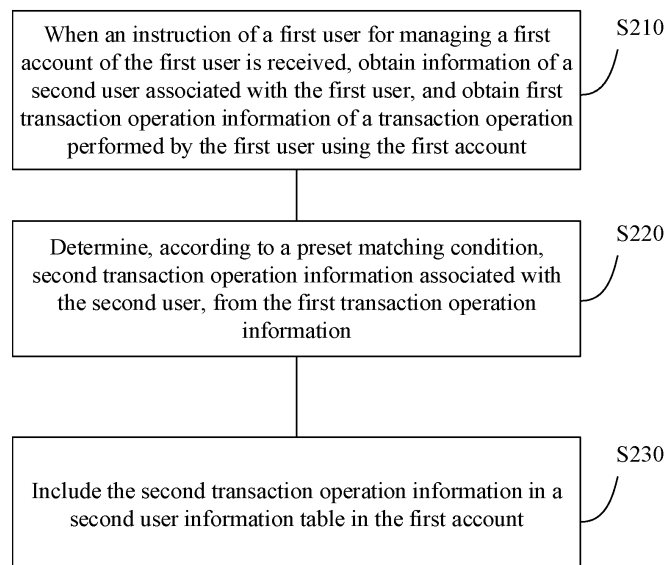 When an instruction of a first user for managing a first
account of the first user is received, obtain information of a
second user associated with the first user, and obtain first
transaction operation information of a transaction operation
performed by the first user using the first account
S210
Determine, according to a preset matching condition,
second transaction operation information associated with
the second user, from the first transaction operation
information
S220
Include the second transaction operation information in a
second user information table in the first account
S230